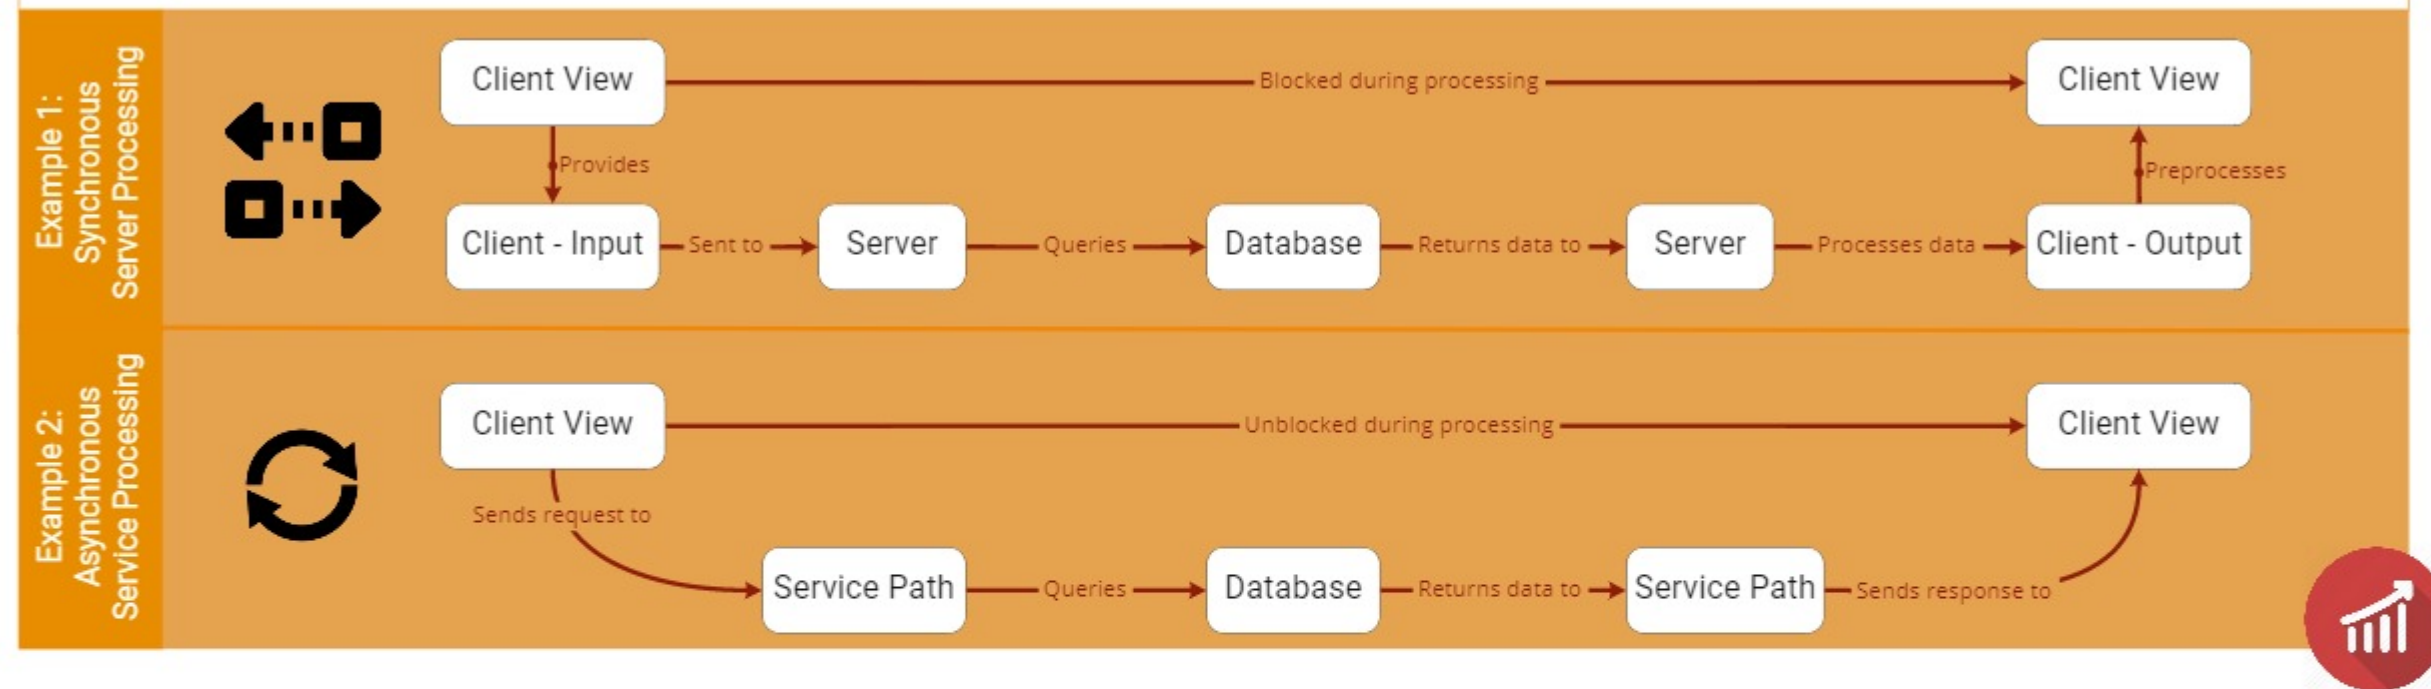 Example 1:
Synchronous
Server Processing
Client View
Blocked during processing
Client View
Provides
Preprocesses
Client - Input
Sent to
Server
Queries
Database
Returns data to
Server
Processes data
Client - Output
Example 2:
Asynchronous
Service Processing
Client View
Unblocked during processing
Client View
Sends request to
Service Path
Queries
Database
Returns data to
Service Path
Sends response to